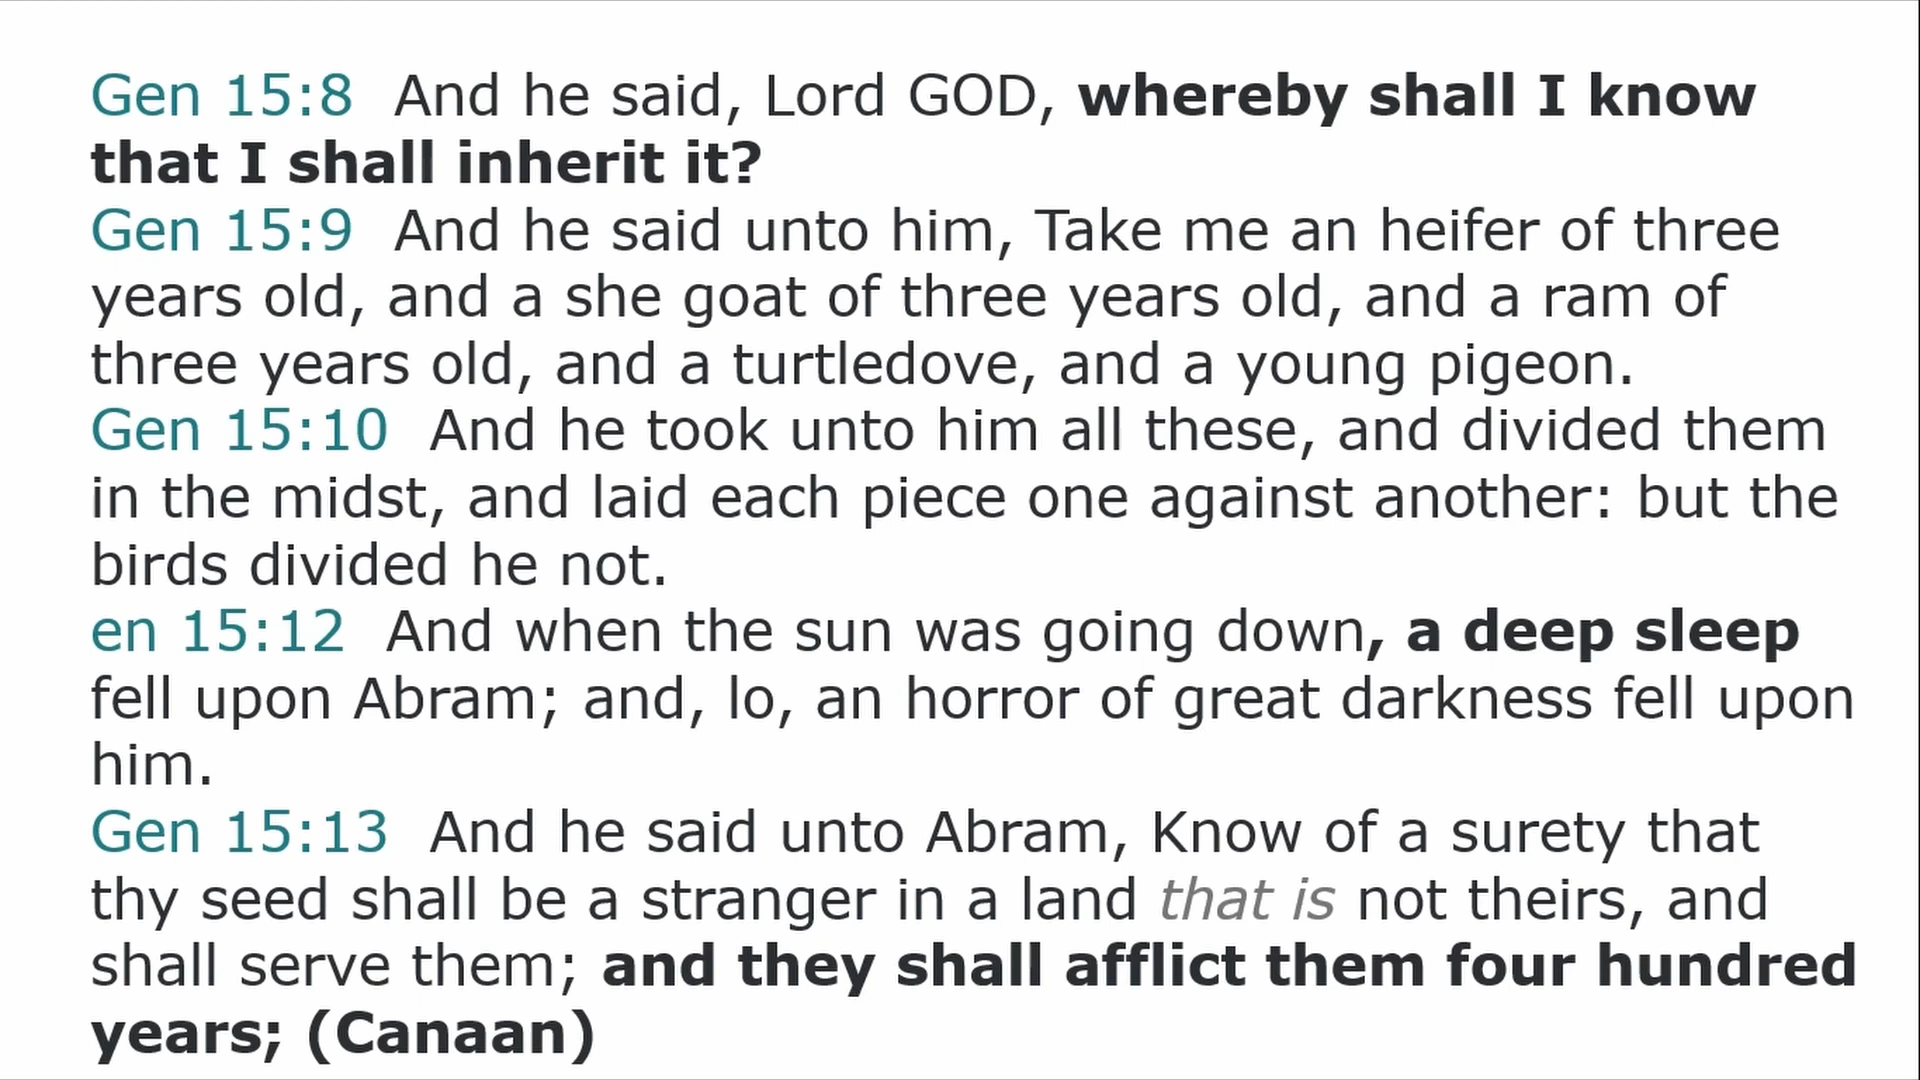 Gen 15:8 And he said, Lord GOD, whereby shall I know
that I shall inherit it?
Gen 15:9 And he said unto him, Take me an heifer of three
years old, and a she goat of three years old, and a ram of
three years old, and a turtledove, and a young pigeon.
Gen 15:10 And he took unto him all these, and divided them
in the midst, and laid each piece one against another: but the
birds divided he not.
en 15:12 And when the sun was going down, a deep sleep
fell upon Abram; and, lo, an horror of great darkness fell upon
him.
Gen 15:13 And he said unto Abram, Know of a surety that
thy seed shall be a stranger in a land that is not theirs, and
shall serve them; and they shall afflict them four hundred
years; (Canaan)